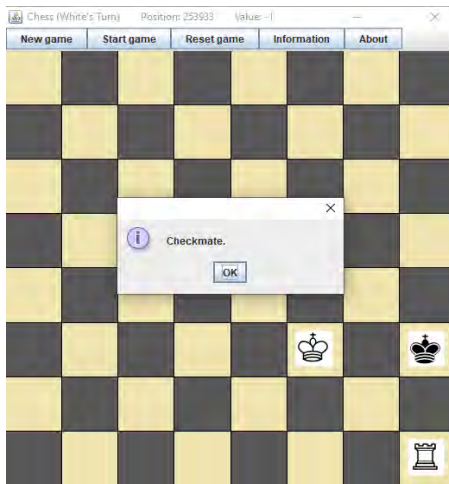 Chess (White's Turn) Position: 253933 Value: -1
New game Start game Reset game Information About
Checkmate.
OK